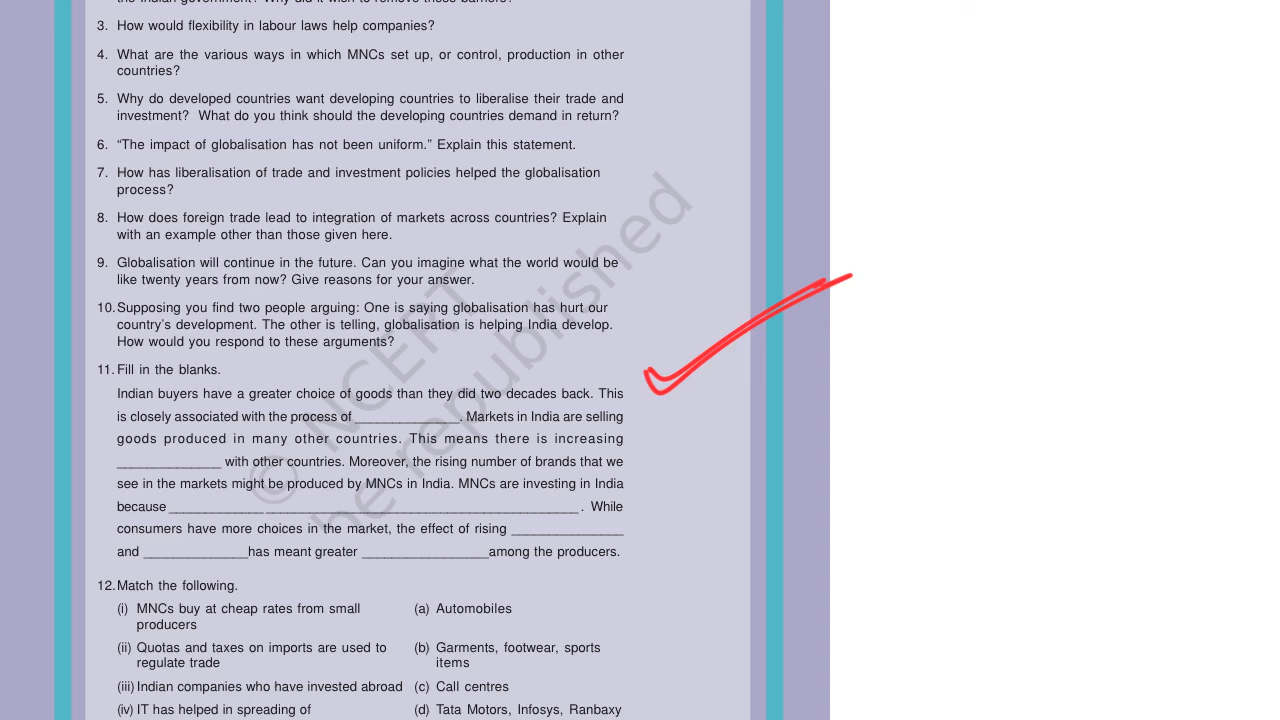 3. How would flexibility in labour laws help companies?
4. What are the various ways in which MNCs set up, or control, production in other
countries?
5. Why do developed countries want developing countries to liberalise their trade and
investment? What do you think should the developing countries demand in return?
6. “The impact of globalisation has not been uniform.” Explain this statement.
7. How has liberalisation of trade and investment policies helped the globalisation
process?
8. How does foreign trade lead to integration of markets across countries? Explain
with an example other than those given here.
9. Globalisation will continue in the future. Can you imagine what the world would be
like twenty years from now? Give reasons for your answer.
10. Supposing you find two people arguing: One is saying globalisation has hurt our
country’s development. The other is telling, globalisation is helping India develop.
How would you respond to these arguments?
11. Fill in the blanks.
Indian buyers have a greater choice of goods than they did two decades back. This
is closely associated with the process of ______________. Markets in India are selling
goods produced in many other countries. This means there is increasing
______________ with other countries. Moreover, the rising number of brands that we
see in the markets might be produced by MNCs in India. MNCs are investing in India
because _____________ ___________________________________________ . While
consumers have more choices in the market, the effect of rising _______________
and ______________has meant greater _________________among the producers.
12. Match the following.
(i) MNCs buy at cheap rates from small (a) Automobiles
producers
(ii) Quotas and taxes on imports are used to (b) Garments, footwear, sports
regulate trade items
(iii) Indian companies who have invested abroad (c) Call centres
(iv) IT has helped in spreading of (d) Tata Motors, Infosys, Ranbaxy
© NCERT
be republished